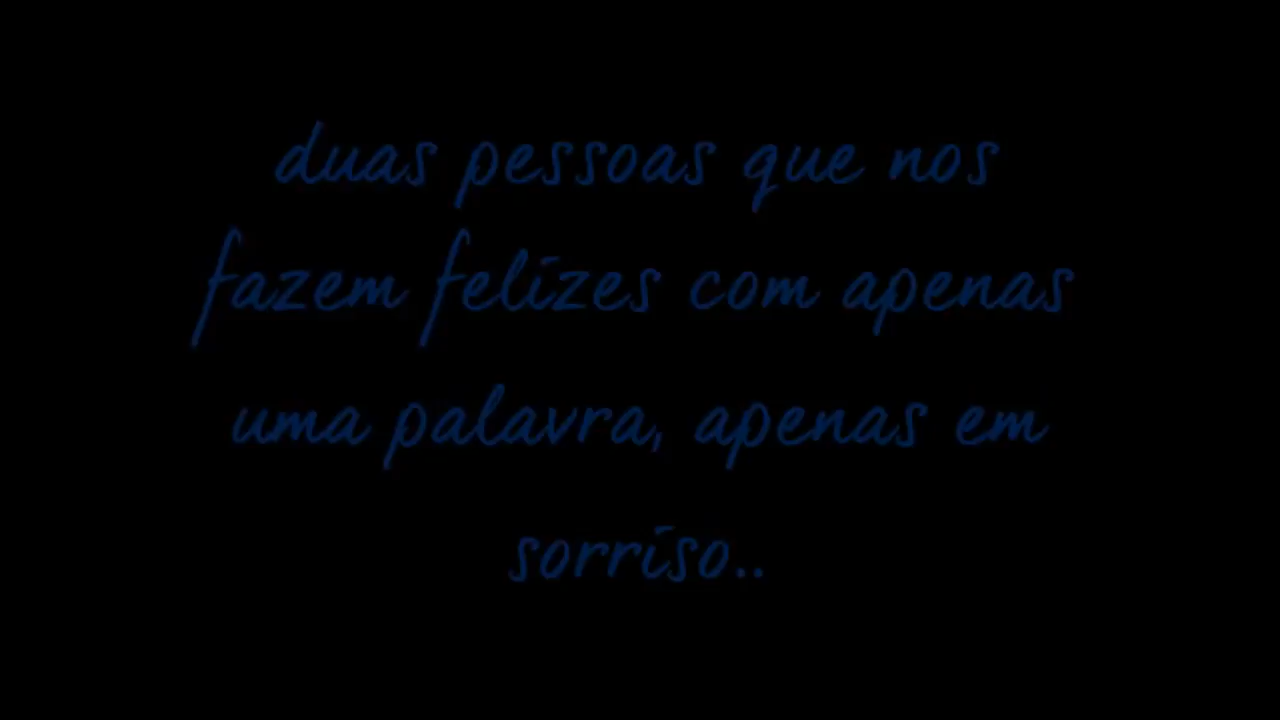 duas pessoas que nos
fazem felizes com apenas
uma palavra, apenas em
sorriso..